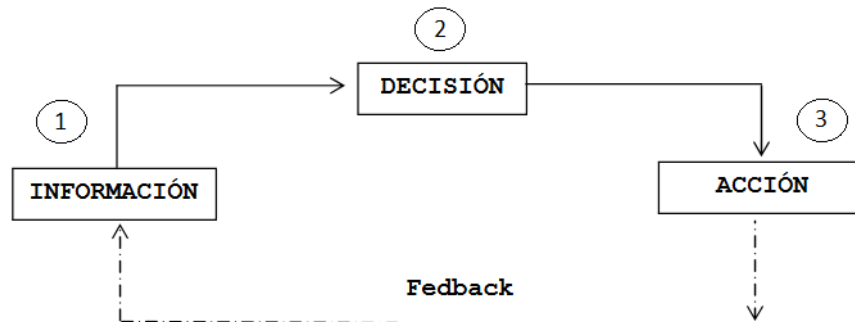 2
DECISIÓN
1
3
INFORMACIÓN
ACCIÓN
Fedback